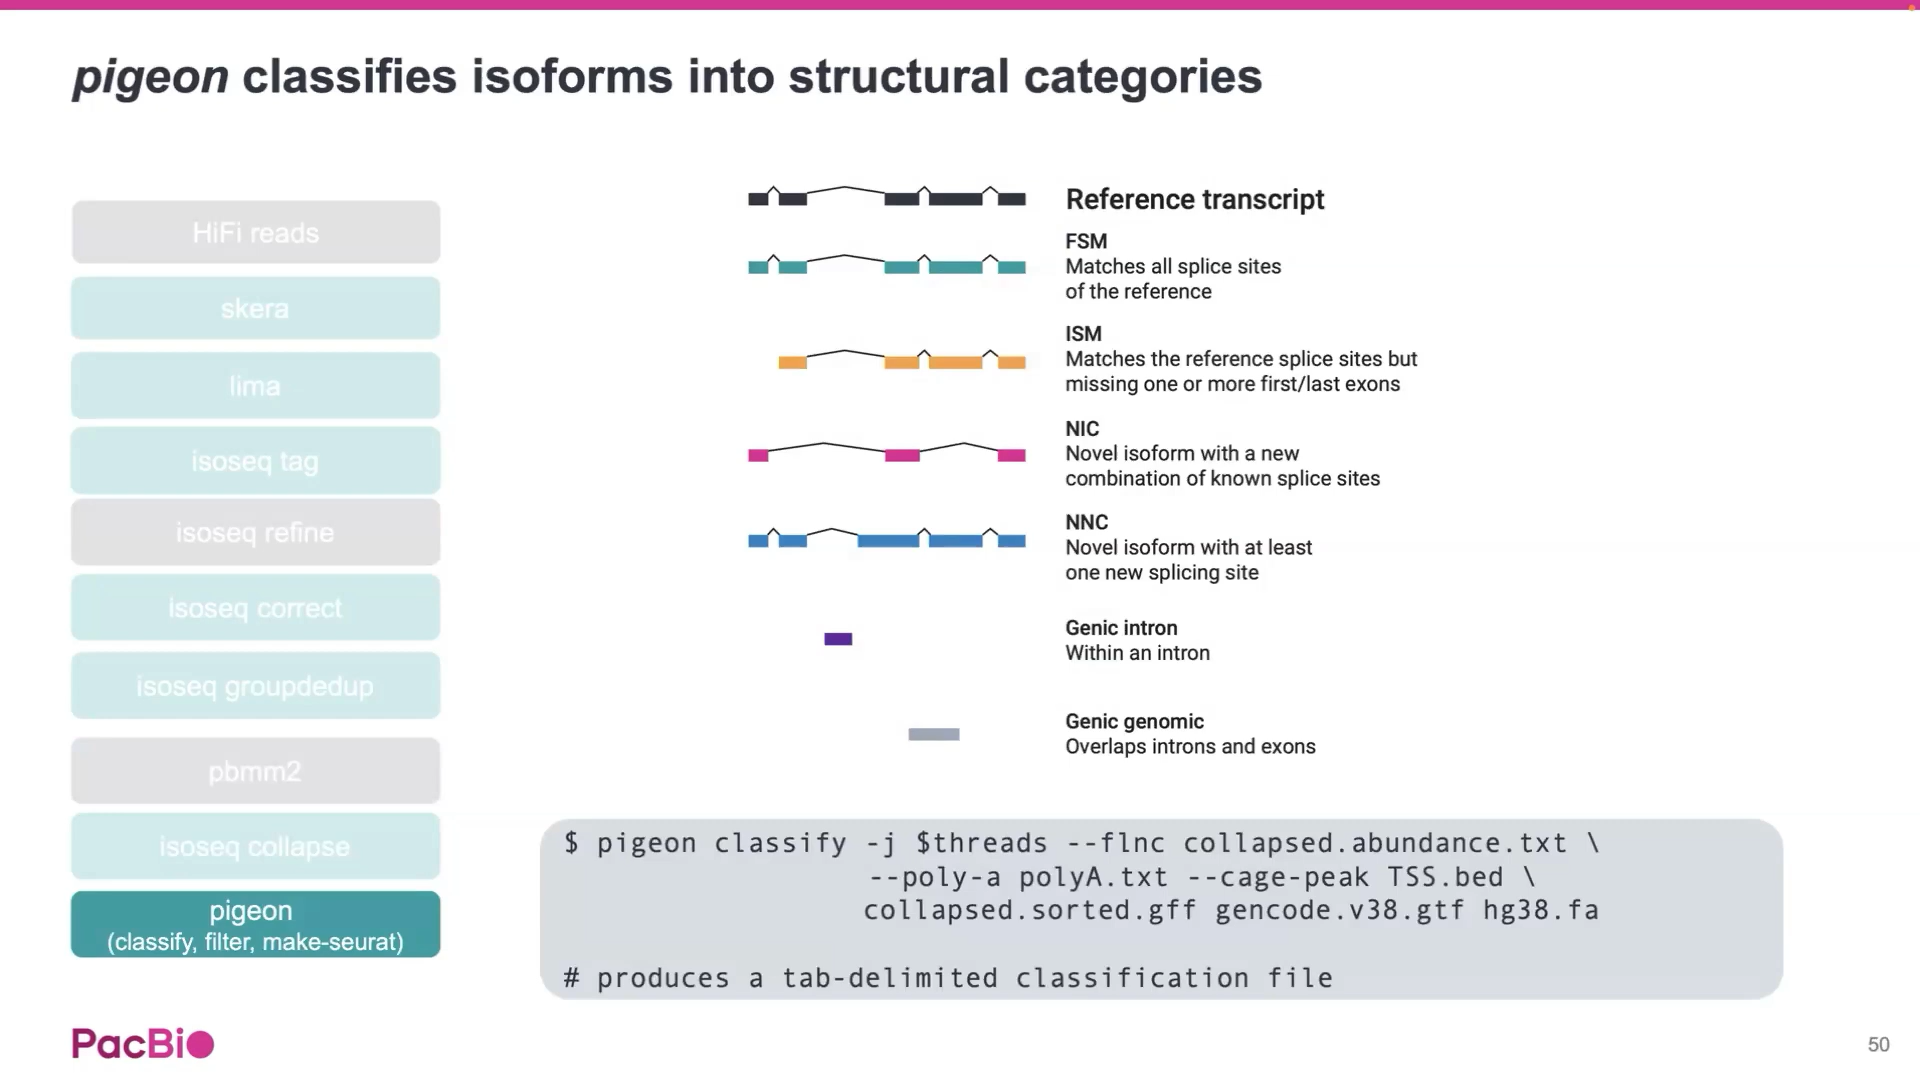 pigeon classifies isoforms into structural categories
HiFi reads
skera
lima
isoseq tag
isoseq refine
isoseq correct
isoseq groupdedup
pbmm2
isoseq collapse
pigeon
(classify, filter, make-seurat)
Reference transcript
FSM
Matches all splice sites
of the reference
ISM
Matches the reference splice sites but
missing one or more first/last exons
NIC
Novel isoform with a new
combination of known splice sites
NNC
Novel isoform with at least
one new splicing site
Genic intron
Within an intron
Genic genomic
Overlaps introns and exons
$ pigeon classify -j $threads --flnc collapsed.abundance.txt \
--poly-a polyA.txt --cage-peak TSS.bed \
collapsed.sorted.gff gencode.v38.gtf hg38.fa
# produces a tab-delimited classification file
PacBio
50